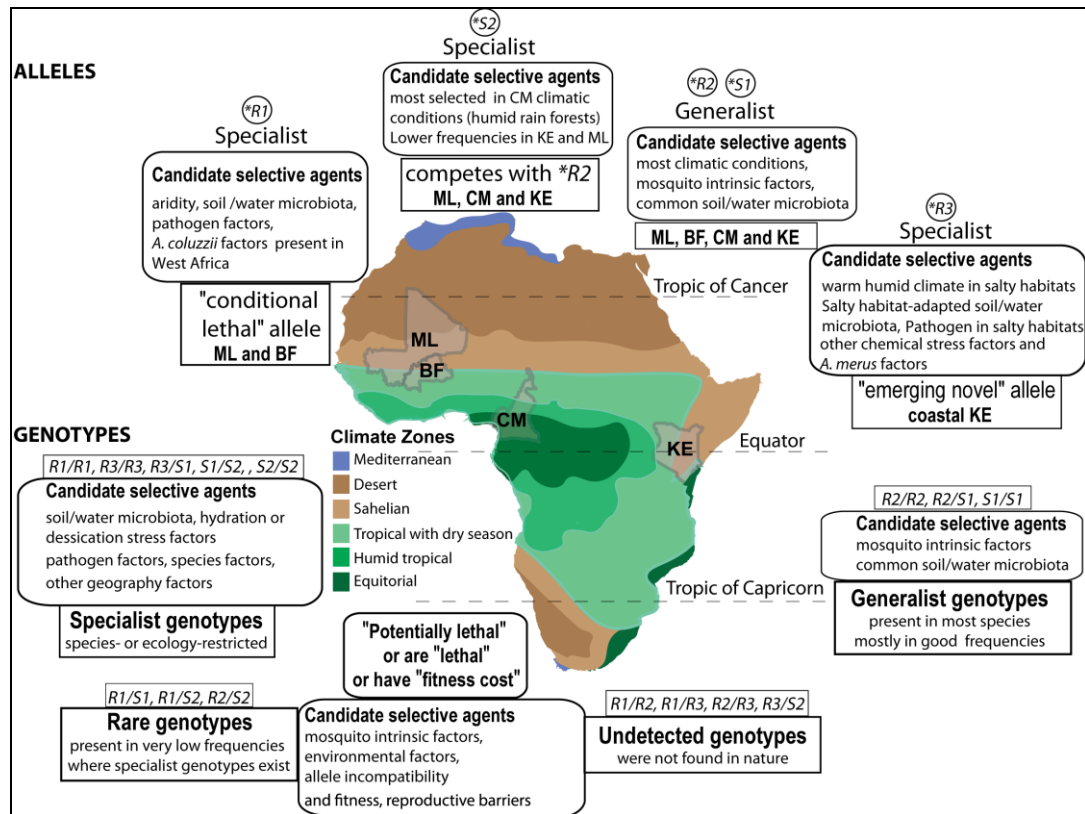 ALLELES
*R1
Specialist
Candidate selective agents
aridity, soil /water microbiota,
pathogen factors,
A. coluzzii factors present in
West Africa
"conditional
lethal" allele
ML and BF
*S2
Specialist
Candidate selective agents
most selected in CM climatic
conditions (humid rain forests)
Lower frequencies in KE and ML
competes with *R2
ML, CM and KE
*R2 *S1
Generalist
Candidate selective agents
most climatic conditions,
mosquito intrinsic factors,
common soil/water microbiota
ML, BF, CM and KE
*R3
Specialist
Candidate selective agents
warm humid climate in salty habitats
Salty habitat-adapted soil/water
microbiota, Pathogen in salty habitats
other chemical stress factors and
A. merus factors
"emerging novel" allele
coastal KE
Tropic of Cancer
ML
BF
CM
KE
Equator
Tropic of Capricorn
Climate Zones
Mediterranean
Desert
Sahelian
Tropical with dry season
Humid tropical
Equitorial
GENOTYPES
R1/R1, R3/R3, R3/S1, S1/S2, , S2/S2
Candidate selective agents
soil/water microbiota, hydration or
dessication stress factors
pathogen factors, species factors,
other geography factors
Specialist genotypes
species- or ecology-restricted
R2/R2, R2/S1, S1/S1
Candidate selective agents
mosquito intrinsic factors
common soil/water microbiota
Generalist genotypes
present in most species
mostly in good frequencies
R1/S1, R1/S2, R2/S2
Rare genotypes
present in very low frequencies
where specialist genotypes exist
"Potentially lethal"
or are "lethal"
or have "fitness cost"
Candidate selective agents
mosquito intrinsic factors,
environmental factors,
allele incompatibility
and fitness, reproductive barriers
R1/R2, R1/R3, R2/R3, R3/S2
Undetected genotypes
were not found in nature